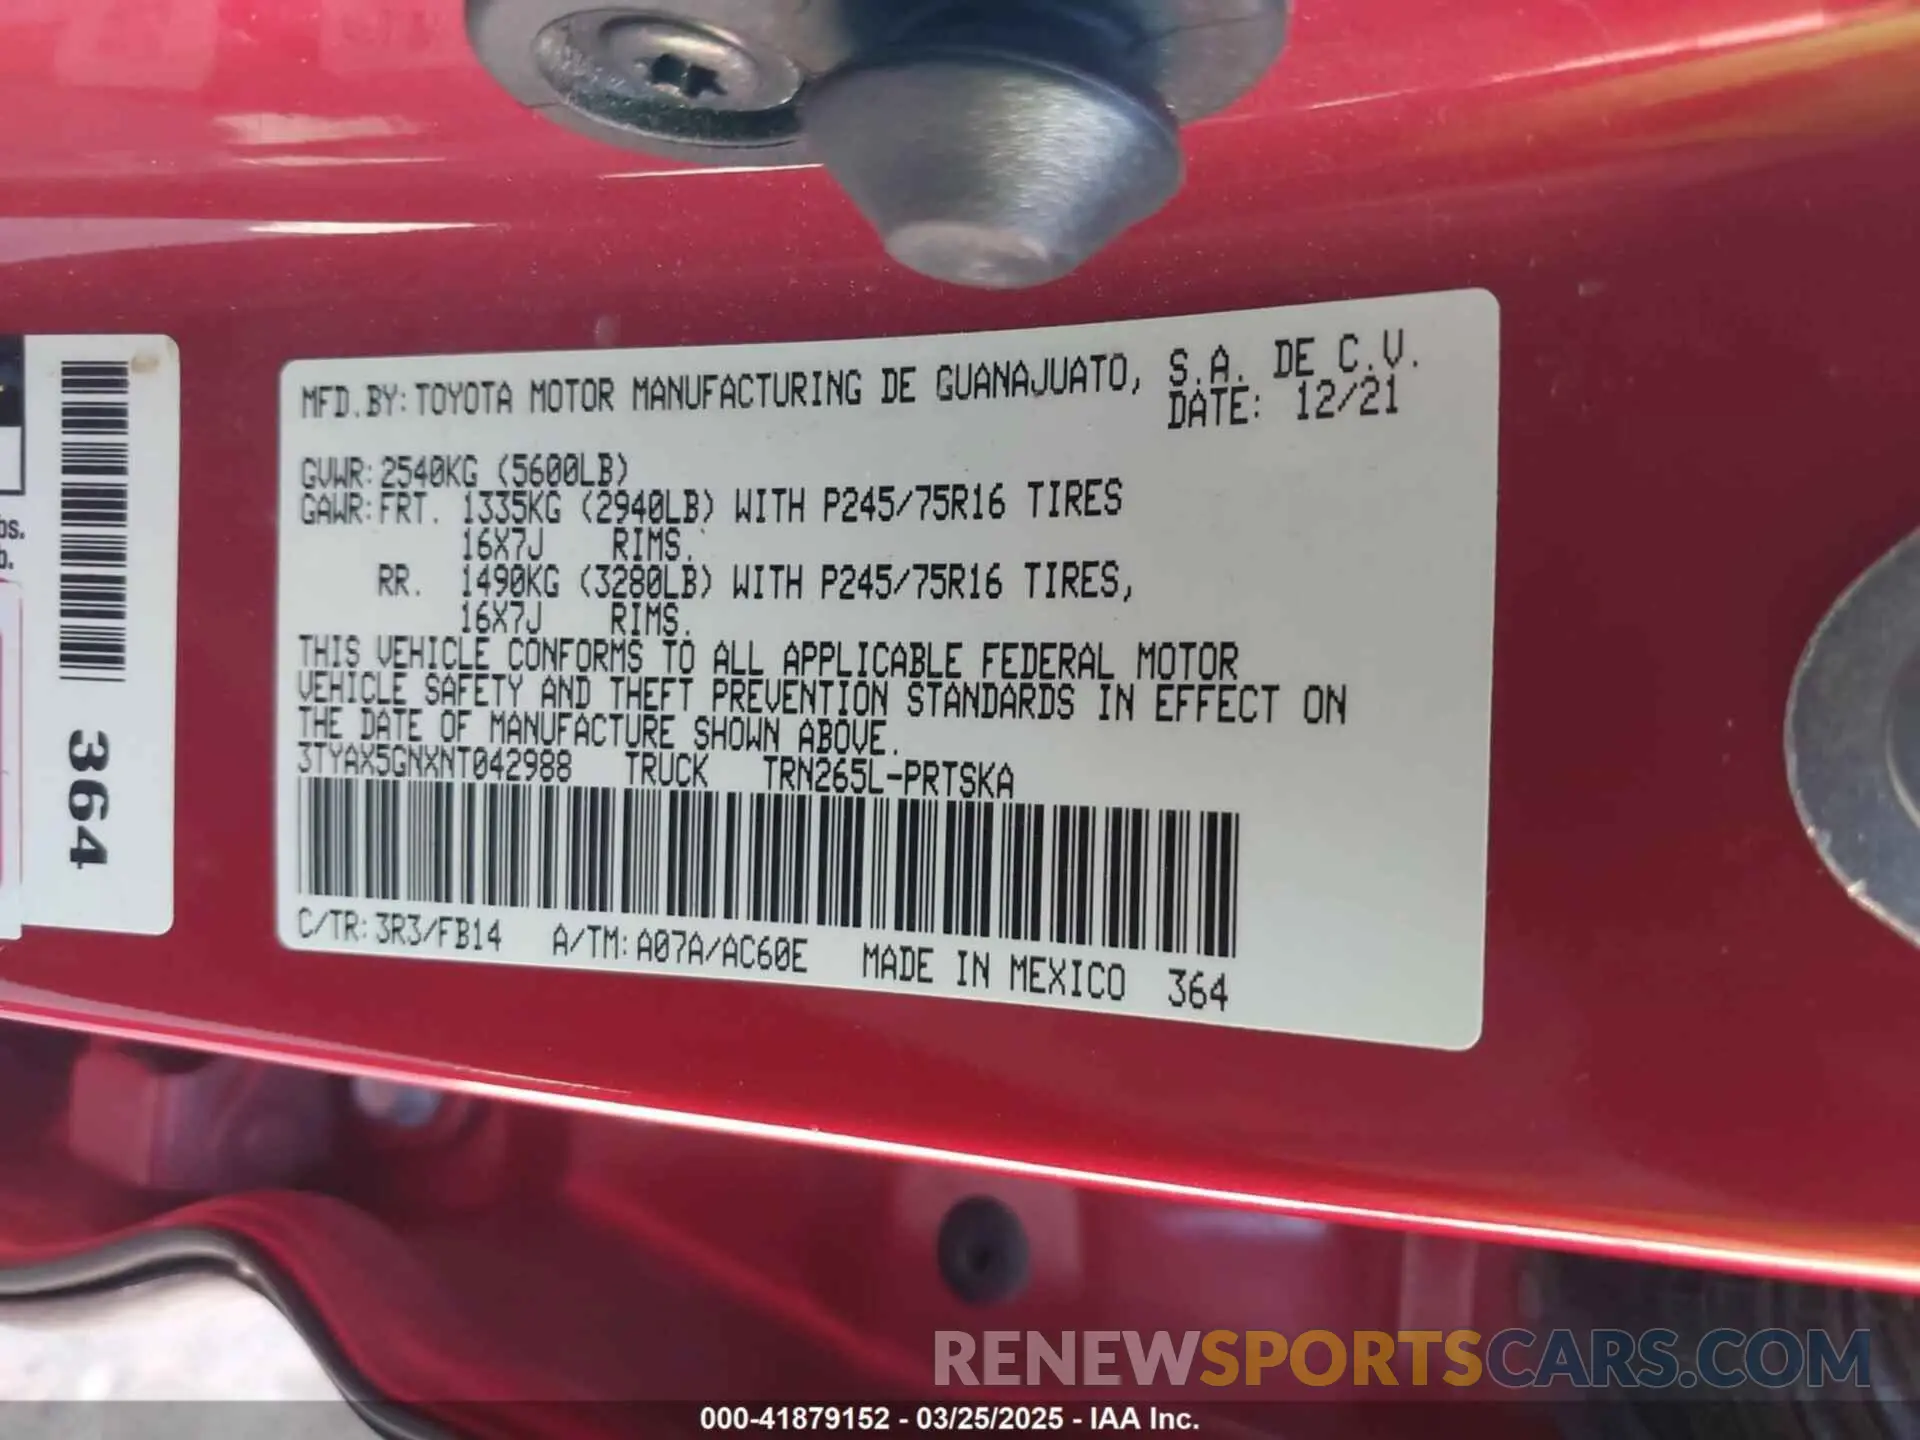 MFD.BY:TOYOTA MOTOR MANUFACTURING DE GUANAJUATO, S.A. DE C.V.
DATE: 12/21
GVWR:2540KG (5600LB)
GAWR:FRT. 1335KG (2940LB) WITH P245/75R16 TIRES
16X7J RIMS.
RR. 1490KG (3280LB) WITH P245/75R16 TIRES,
16X7J RIMS.
THIS VEHICLE CONFORMS TO ALL APPLICABLE FEDERAL MOTOR
VEHICLE SAFETY AND THEFT PREVENTION STANDARDS IN EFFECT ON
THE DATE OF MANUFACTURE SHOWN ABOVE.
3TYAX5GNXNT042988 TRUCK TRN265L-PRTSKA
C/TR:3R3/FB14 A/TM:A07A/AC60E MADE IN MEXICO 364
364
RENEWSPORTSCARS.COM
000-41879152 - 03/25/2025 - IAA Inc.